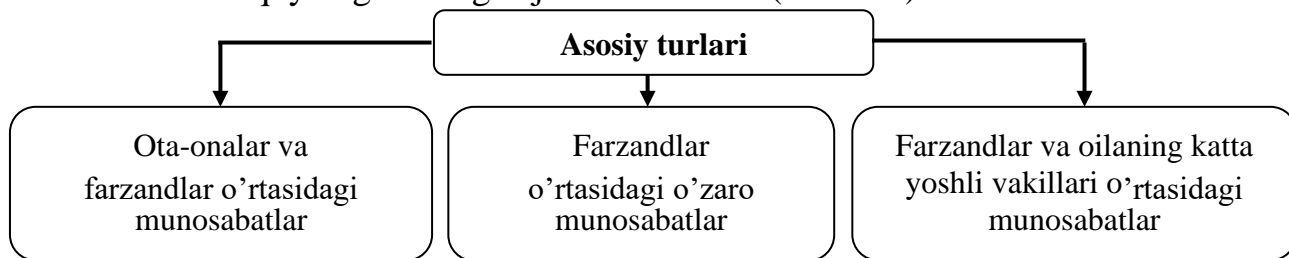 Asosiy turlari
Ota-onalar va
farzandlar o’rtasidagi
munosabatlar
Farzandlar
o’rtasidagi o’zaro
munosabatlar
Farzandlar va oilaning katta
yoshli vakillari o’rtasidagi
munosabatlar